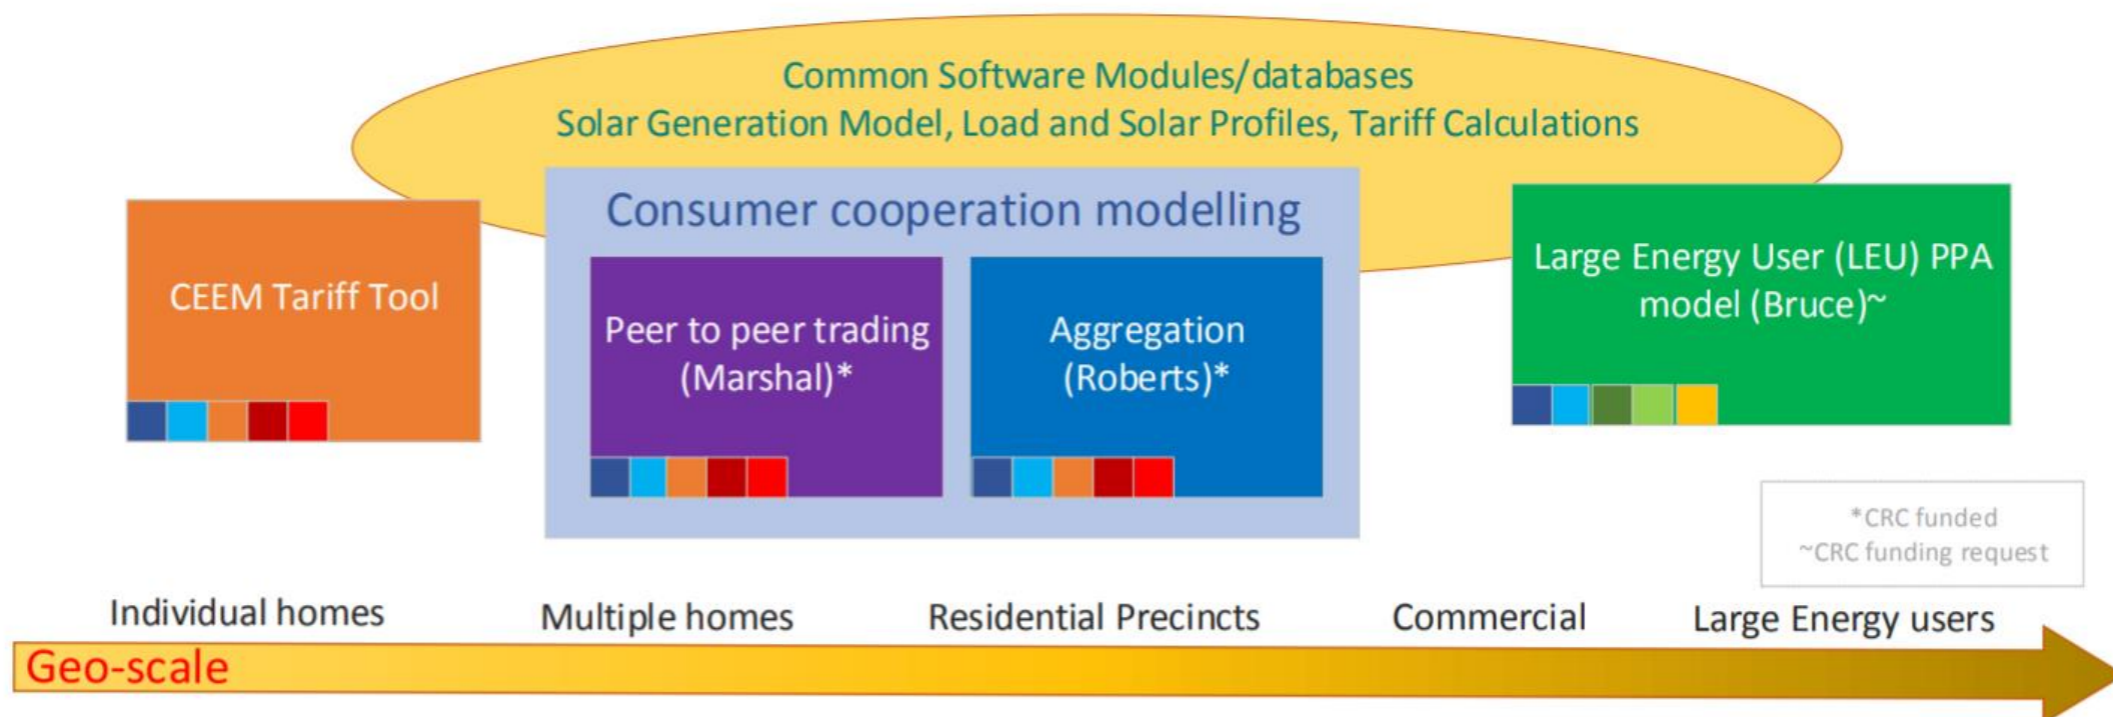 Common Software Modules/databases
Solar Generation Model, Load and Solar Profiles, Tariff Calculations
Consumer cooperation modelling
CEEM Tariff Tool
Peer to peer trading
(Marshal)*
Aggregation
(Roberts)*
Large Energy User (LEU) PPA
model (Bruce)~
*CRC funded
~CRC funding request
Individual homes
Multiple homes
Residential Precincts
Commercial
Large Energy users
Geo-scale